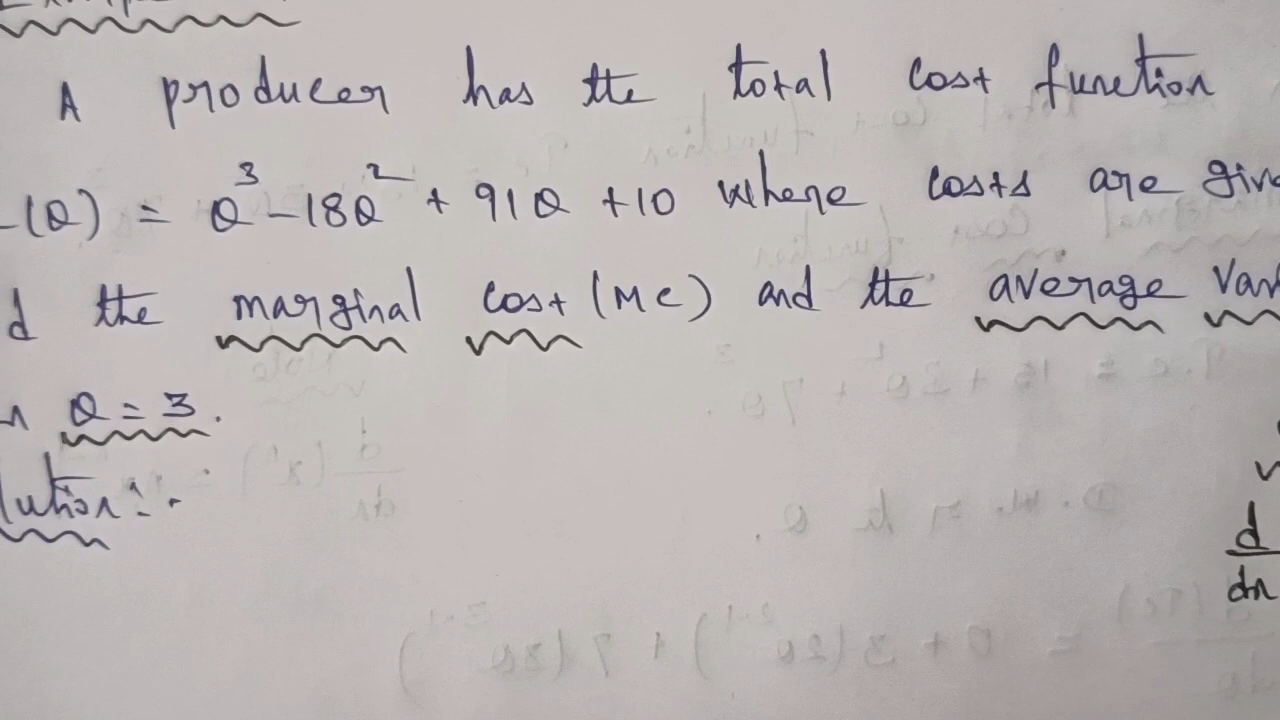 A producer has the total cost function
(Q) = Q³ - 18Q² + 91Q + 10 where costs are giv
d the marginal cost (MC) and the average Var
Q = 3.
lution:-
d
dx